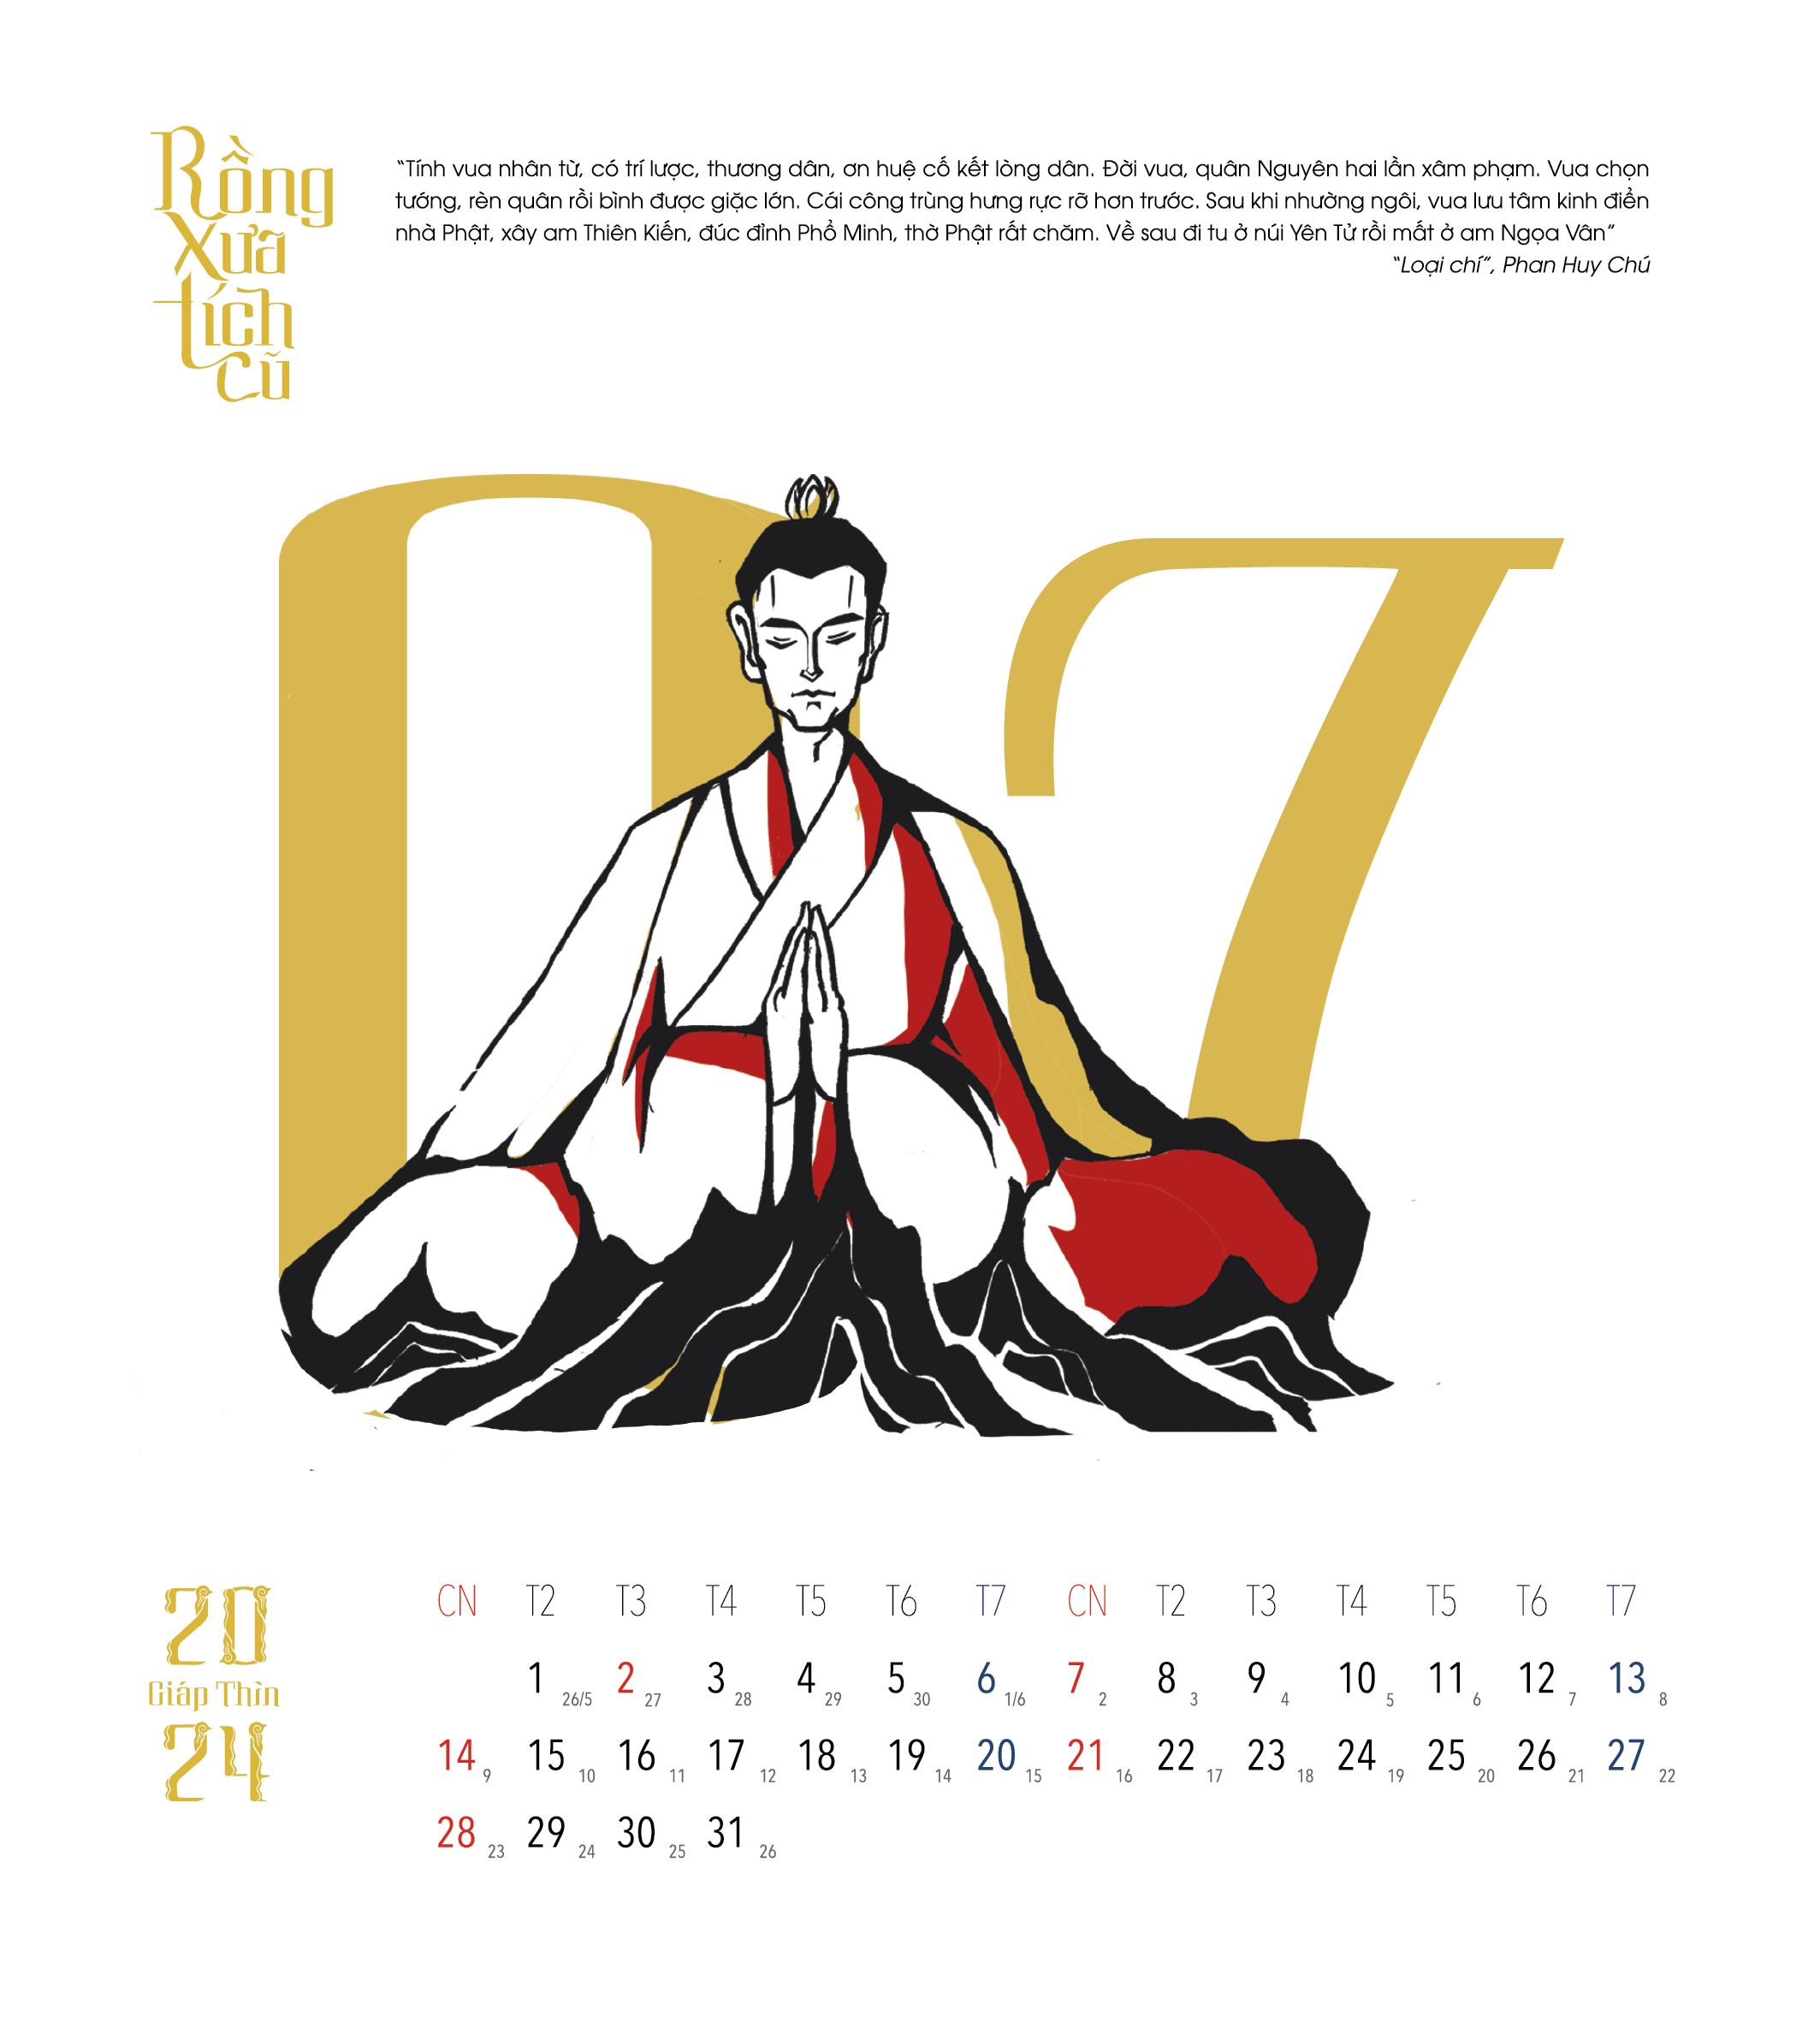 Rồng
Xưa
tích
cũ
“Tính vua nhân từ, có trí lược, thương dân, ơn huệ cố kết lòng dân. Đời vua, quân Nguyên hai lần xâm phạm. Vua chọn
tướng, rèn quân rồi bình được giặc lớn. Cái công trùng hưng rực rỡ hơn trước. Sau khi nhường ngôi, vua lưu tâm kinh điển
nhà Phật, xây am Thiên Kiến, đúc đỉnh Phổ Minh, thờ Phật rất chăm. Về sau đi tu ở núi Yên Tử rồi mất ở am Ngọa Vân”
“Loại chí”, Phan Huy Chú
07
20
Giáp Thìn
24
CN T2 T3 T4 T5 T6 T7 CN T2 T3 T4 T5 T6 T7
1 26/5 2 27 3 28 4 29 5 30 6 1/6 7 2 8 3 9 4 10 5 11 6 12 7 13 8
14 9 15 10 16 11 17 12 18 13 19 14 20 15 21 16 22 17 23 18 24 19 25 20 26 21 27 22
28 23 29 24 30 25 31 26